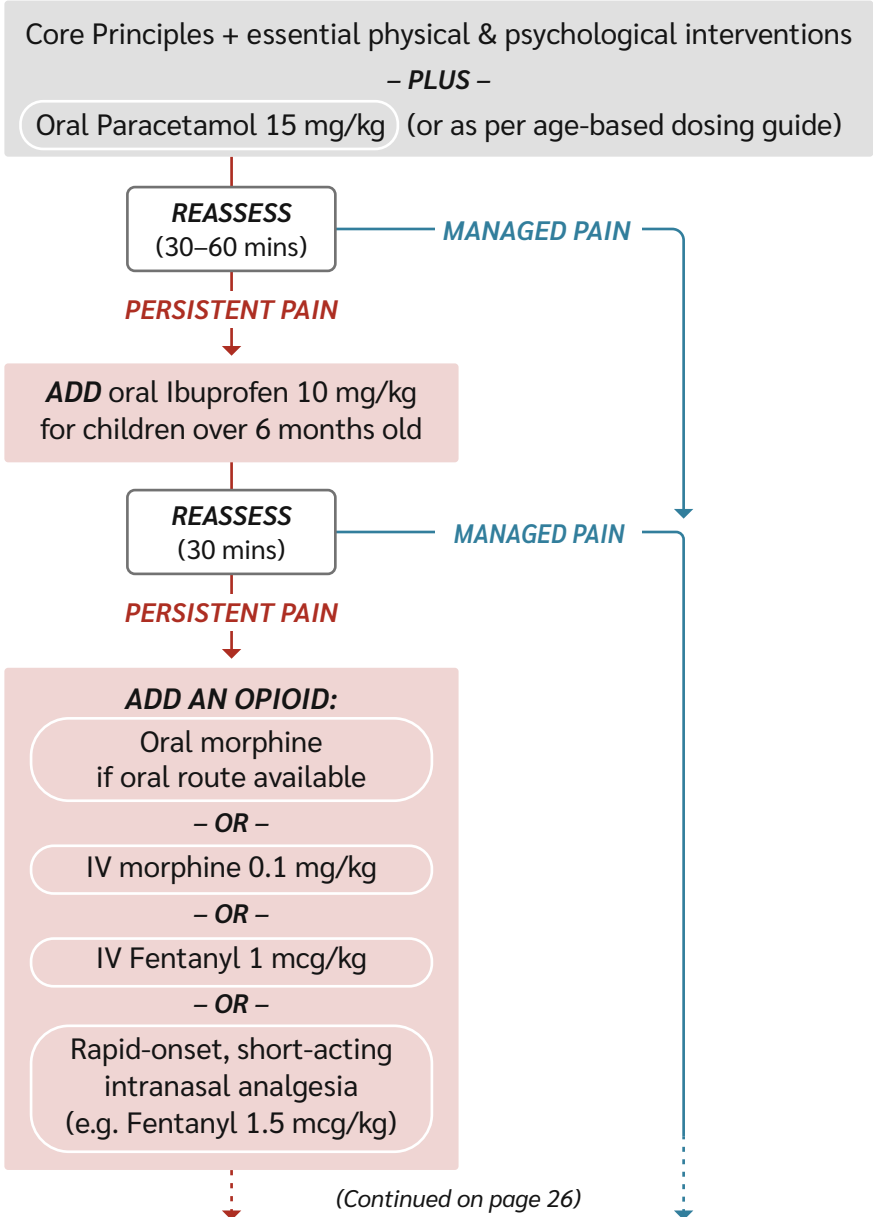 Core Principles + essential physical & psychological interventions
– PLUS –
Oral Paracetamol 15 mg/kg (or as per age-based dosing guide)
REASSESS
(30–60 mins)
MANAGED PAIN
PERSISTENT PAIN
ADD oral Ibuprofen 10 mg/kg
for children over 6 months old
REASSESS
(30 mins)
MANAGED PAIN
PERSISTENT PAIN
ADD AN OPIOID:
Oral morphine
if oral route available
– OR –
IV morphine 0.1 mg/kg
– OR –
IV Fentanyl 1 mcg/kg
– OR –
Rapid-onset, short-acting
intranasal analgesia
(e.g. Fentanyl 1.5 mcg/kg)
(Continued on page 26)